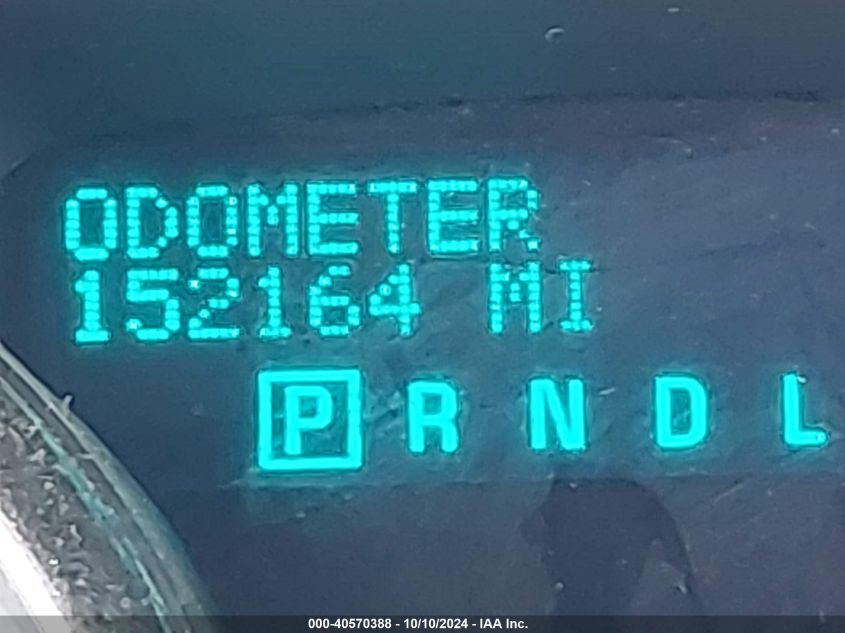 ODOMETER
152164 MI
P R N D L
000-40570388 - 10/10/2024 - IAA Inc.